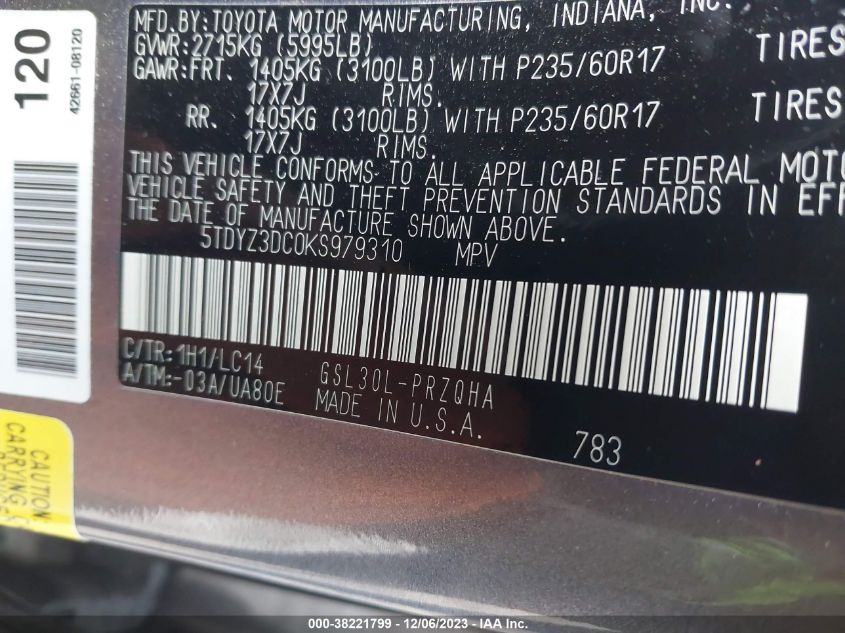 MFD.BY:TOYOTA MOTOR MANUFACTURING, INDIANA, INC.
GVWR:2715KG (5995LB)
GAWR:FRT. 1405KG (3100LB) WITH P235/60R17 TIRES
17X7J RIMS.
RR. 1405KG (3100LB) WITH P235/60R17 TIRES
17X7J RIMS.
THIS VEHICLE CONFORMS TO ALL APPLICABLE FEDERAL MOTO
VEHICLE SAFETY AND THEFT PREVENTION STANDARDS IN EFF
THE DATE OF MANUFACTURE SHOWN ABOVE.
5TDYZ3DC0KS979310 MPV
C/TR:1H1/LC14 GSL30L-PRZQHA
A/TM:-03A/UA80E MADE IN U.S.A.
783
120
42661-08120
CAUTION
CARRYING
000-38221799 - 12/06/2023 - IAA Inc.